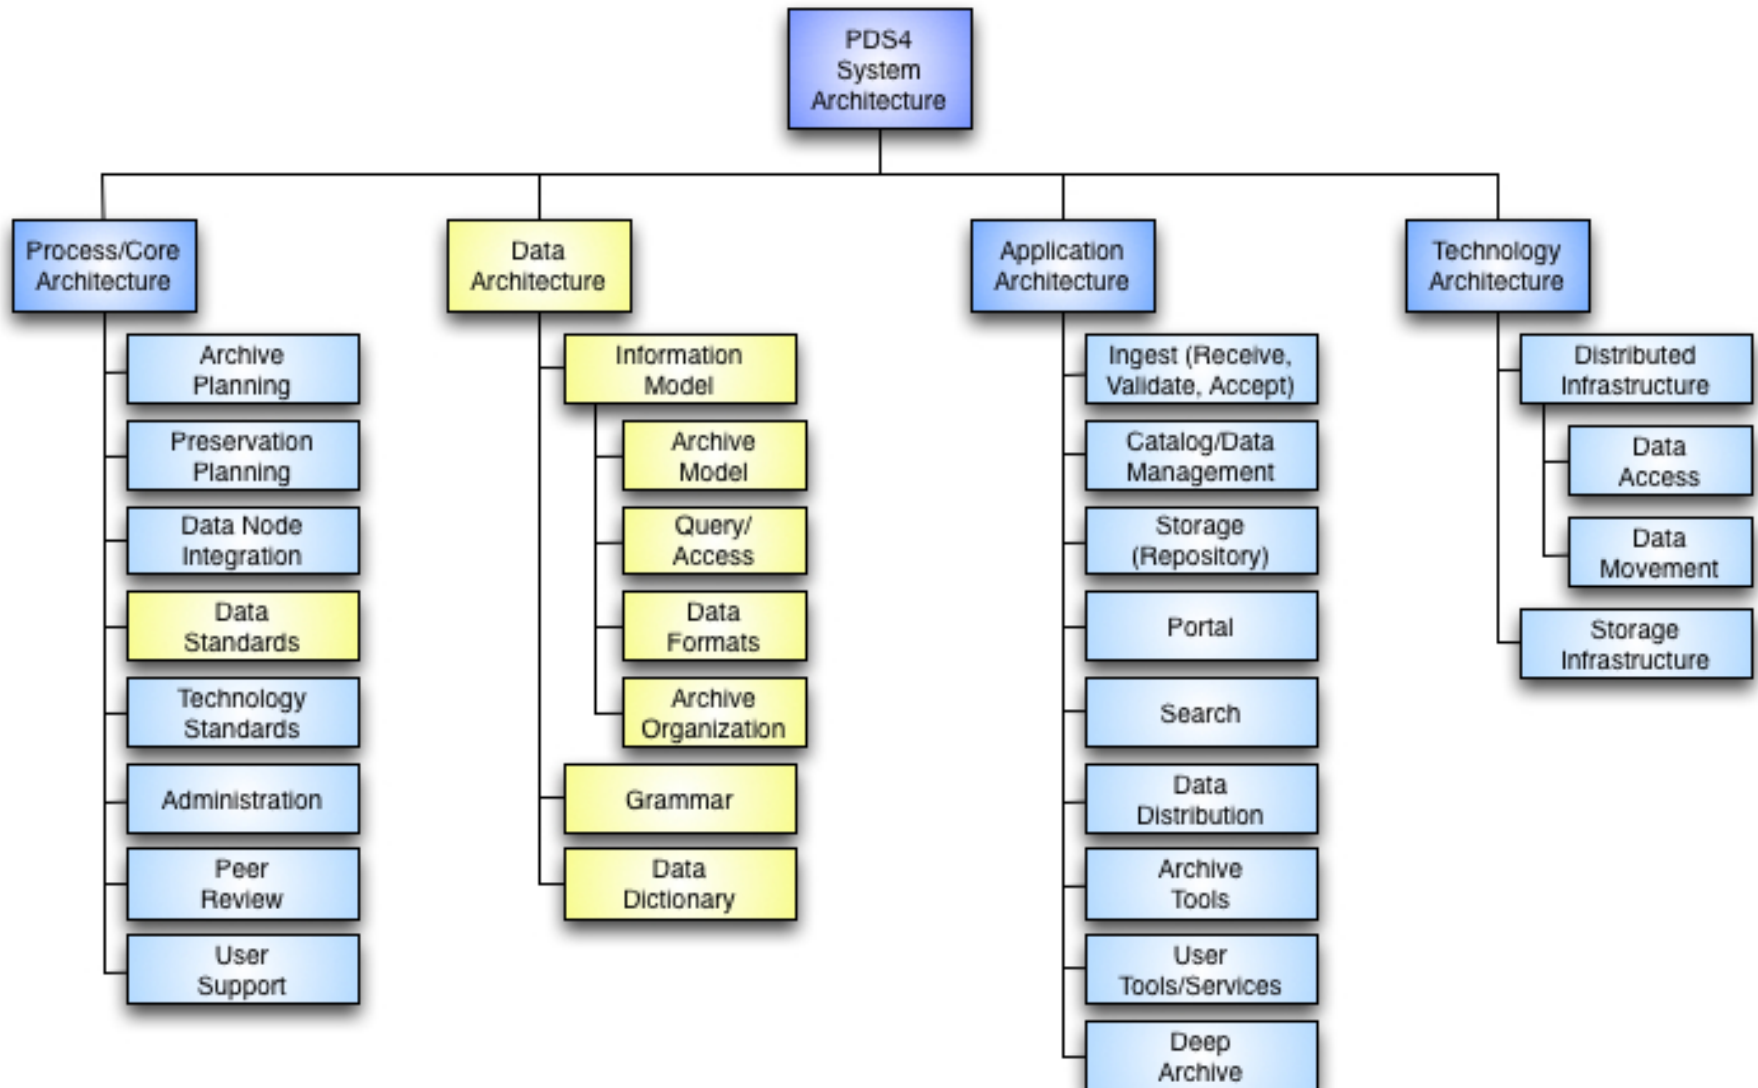 PDS4
System
Architecture
Process/Core
Architecture
Archive
Planning
Preservation
Planning
Data Node
Integration
Data
Standards
Technology
Standards
Administration
Peer
Review
User
Support
Data
Architecture
Information
Model
Archive
Model
Query/
Access
Data
Formats
Archive
Organization
Grammar
Data
Dictionary
Application
Architecture
Ingest (Receive,
Validate, Accept)
Catalog/Data
Management
Storage
(Repository)
Portal
Search
Data
Distribution
Archive
Tools
User
Tools/Services
Deep
Archive
Technology
Architecture
Distributed
Infrastructure
Data
Access
Data
Movement
Storage
Infrastructure